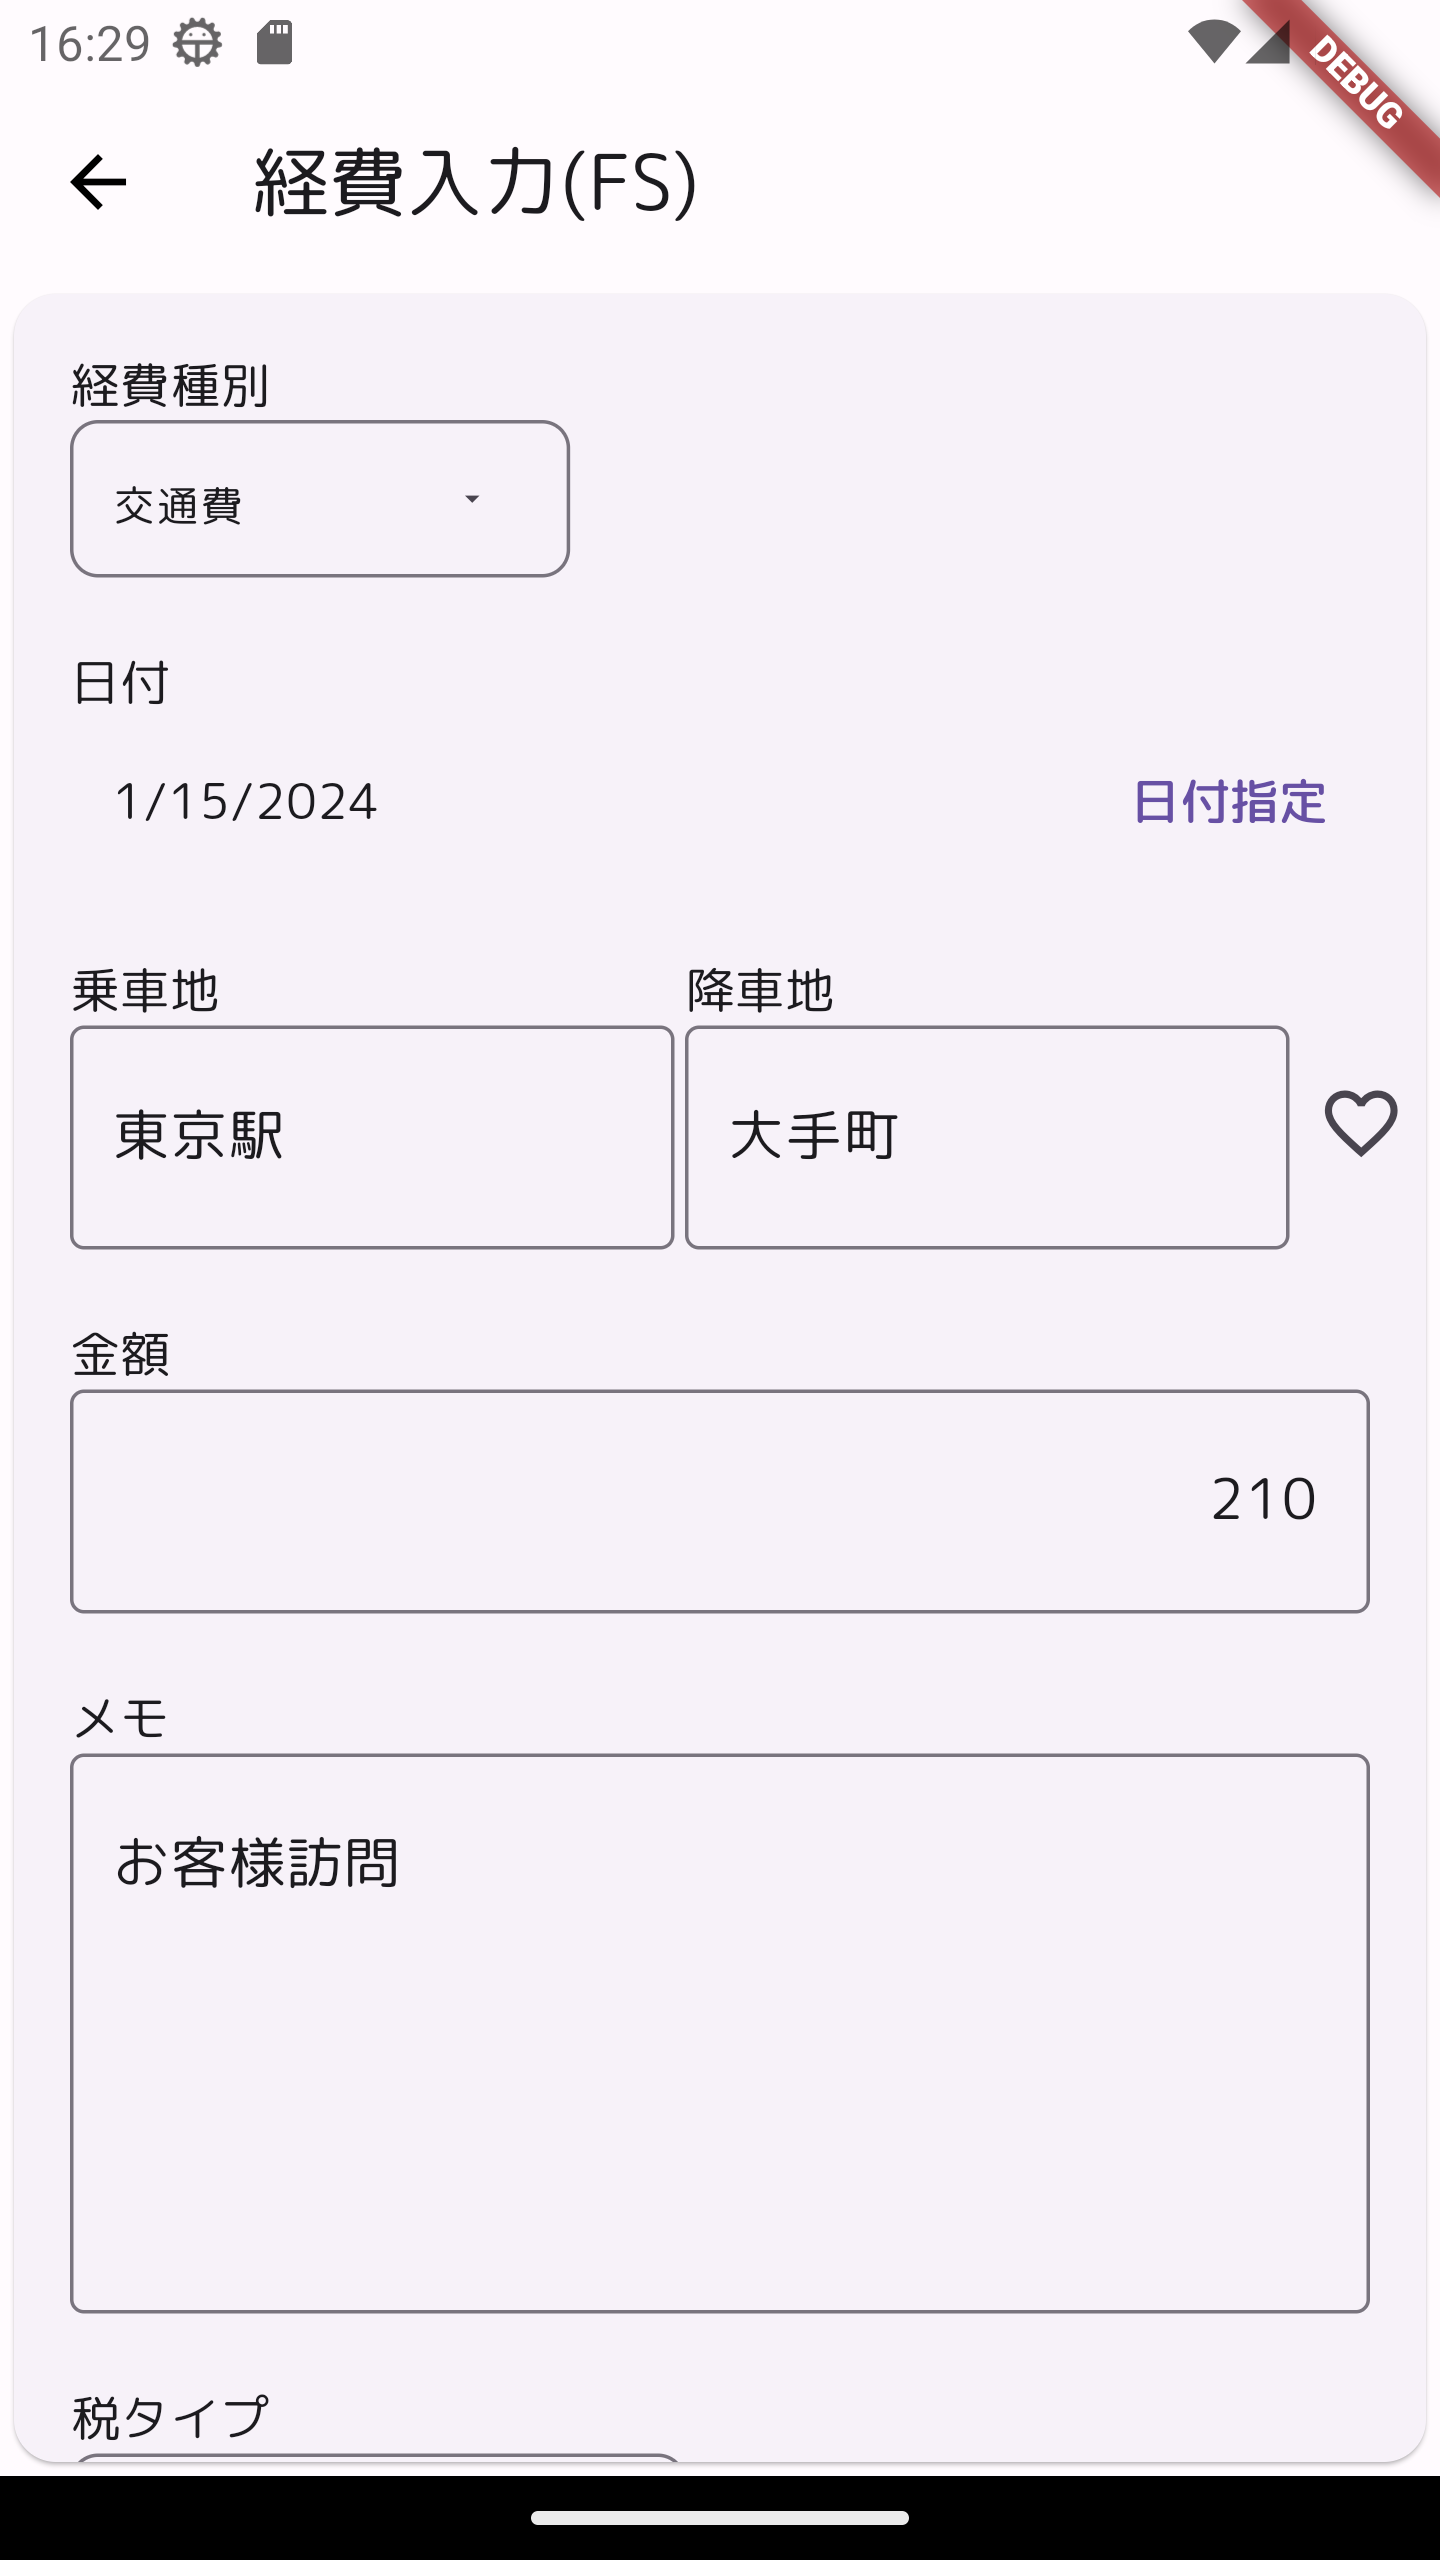 16:29
DEBUG
経費入力(FS)
経費種別
交通費
日付
1/15/2024 日付指定
乗車地 降車地
東京駅 大手町
金額
210
メモ
お客様訪問
税タイプ